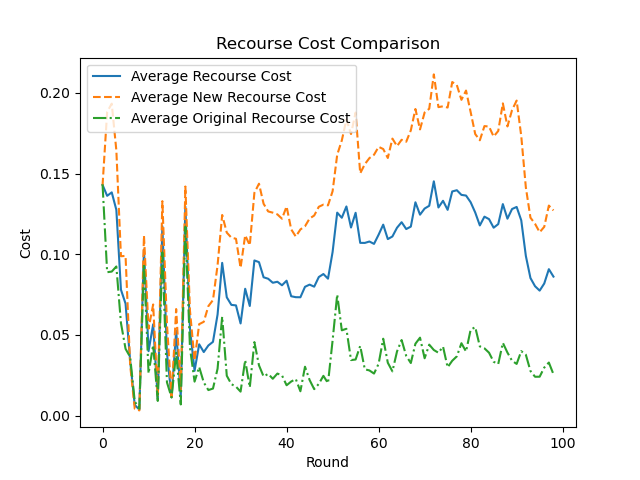 Recourse Cost Comparison
Average Recourse Cost
Average New Recourse Cost
Average Original Recourse Cost
Cost
0.20
0.15
0.10
0.05
0.00
0 20 40 60 80 100
Round